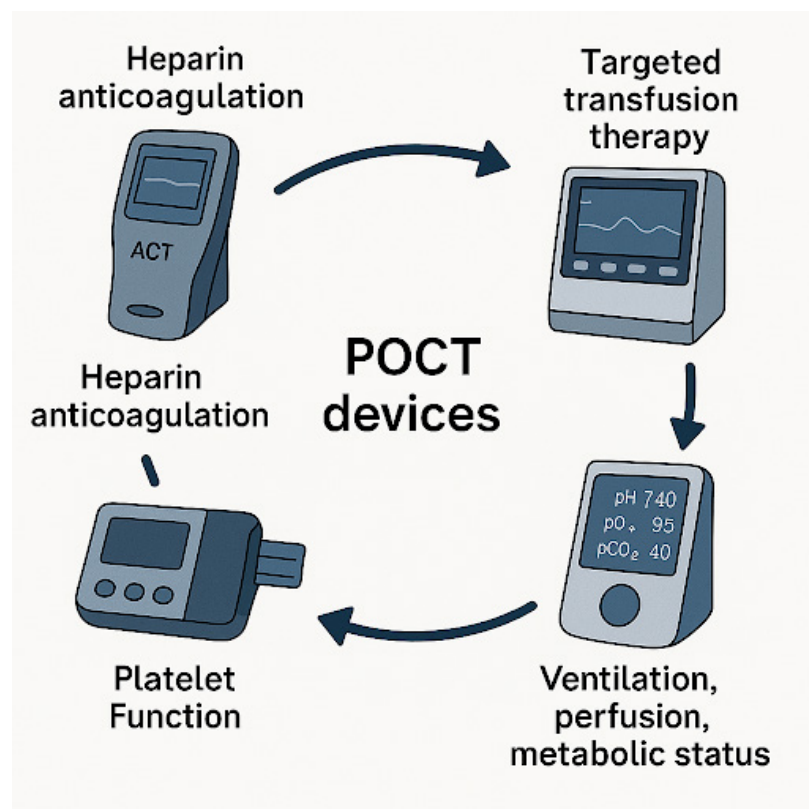 Heparin
anticoagulation
ACT
Heparin
anticoagulation
Targeted
transfusion
therapy
POCT
devices
pH 740
pO₊ 95
pCO₂ 40
Platelet
Function
Ventilation,
perfusion,
metabolic status